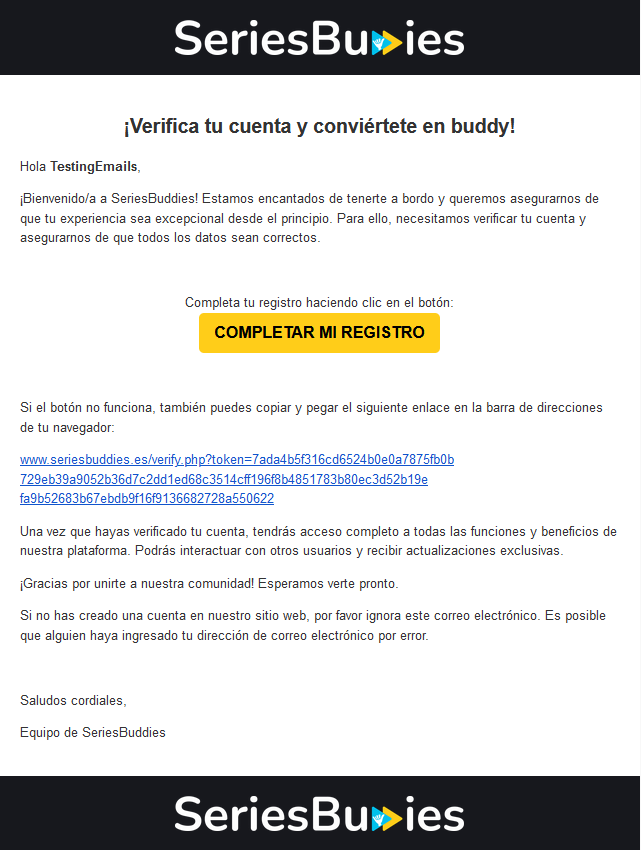 SeriesBuddies
¡Verifica tu cuenta y conviértete en buddy!
Hola TestingEmails,
¡Bienvenido/a a SeriesBuddies! Estamos encantados de tenerte a bordo y queremos asegurarnos de
que tu experiencia sea excepcional desde el principio. Para ello, necesitamos verificar tu cuenta y
asegurarnos de que todos los datos sean correctos.
Completa tu registro haciendo clic en el botón:
COMPLETAR MI REGISTRO
Si el botón no funciona, también puedes copiar y pegar el siguiente enlace en la barra de direcciones
de tu navegador:
www.seriesbuddies.es/verify.php?token=7ada4b5f316cd6524b0e0a7875fb0b
729eb39a9052b36d7c2dd1ed68c3514cff196f8b4851783b80ec3d52b19e
fa9b52683b67ebdb9f16f9136682728a550622
Una vez que hayas verificado tu cuenta, tendrás acceso completo a todas las funciones y beneficios de
nuestra plataforma. Podrás interactuar con otros usuarios y recibir actualizaciones exclusivas.
¡Gracias por unirte a nuestra comunidad! Esperamos verte pronto.
Si no has creado una cuenta en nuestro sitio web, por favor ignora este correo electrónico. Es posible
que alguien haya ingresado tu dirección de correo electrónico por error.
Saludos cordiales,
Equipo de SeriesBuddies
SeriesBuddies